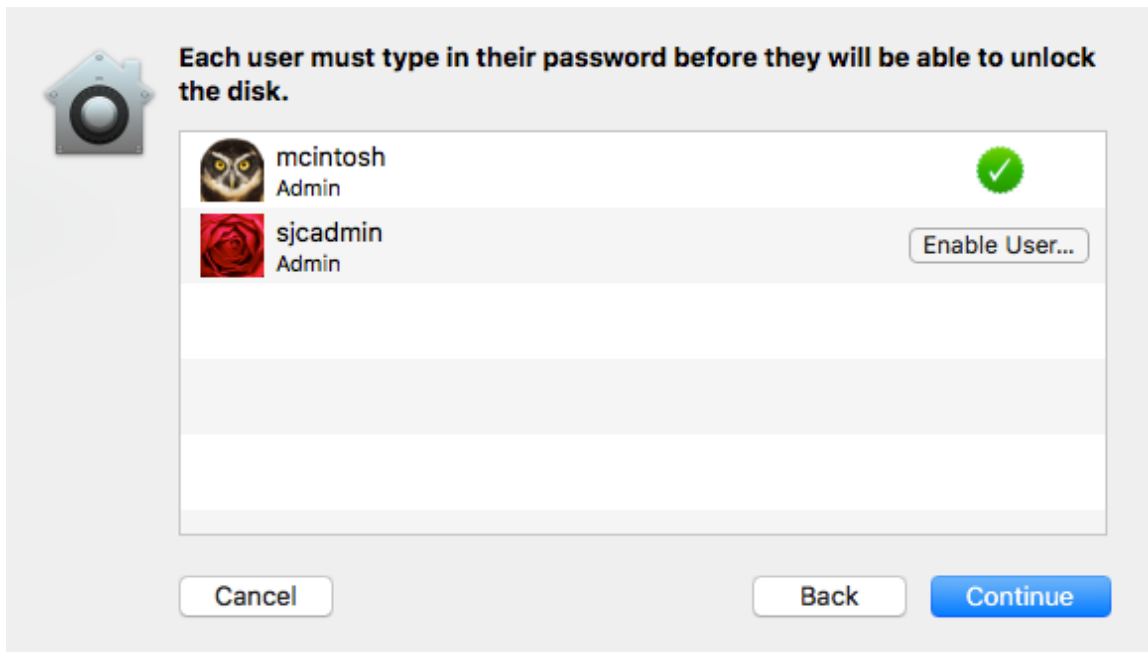 Each user must type in their password before they will be able to unlock
the disk.
mcintosh
Admin
sjcadmin
Admin
Enable User...
Cancel
Back
Continue